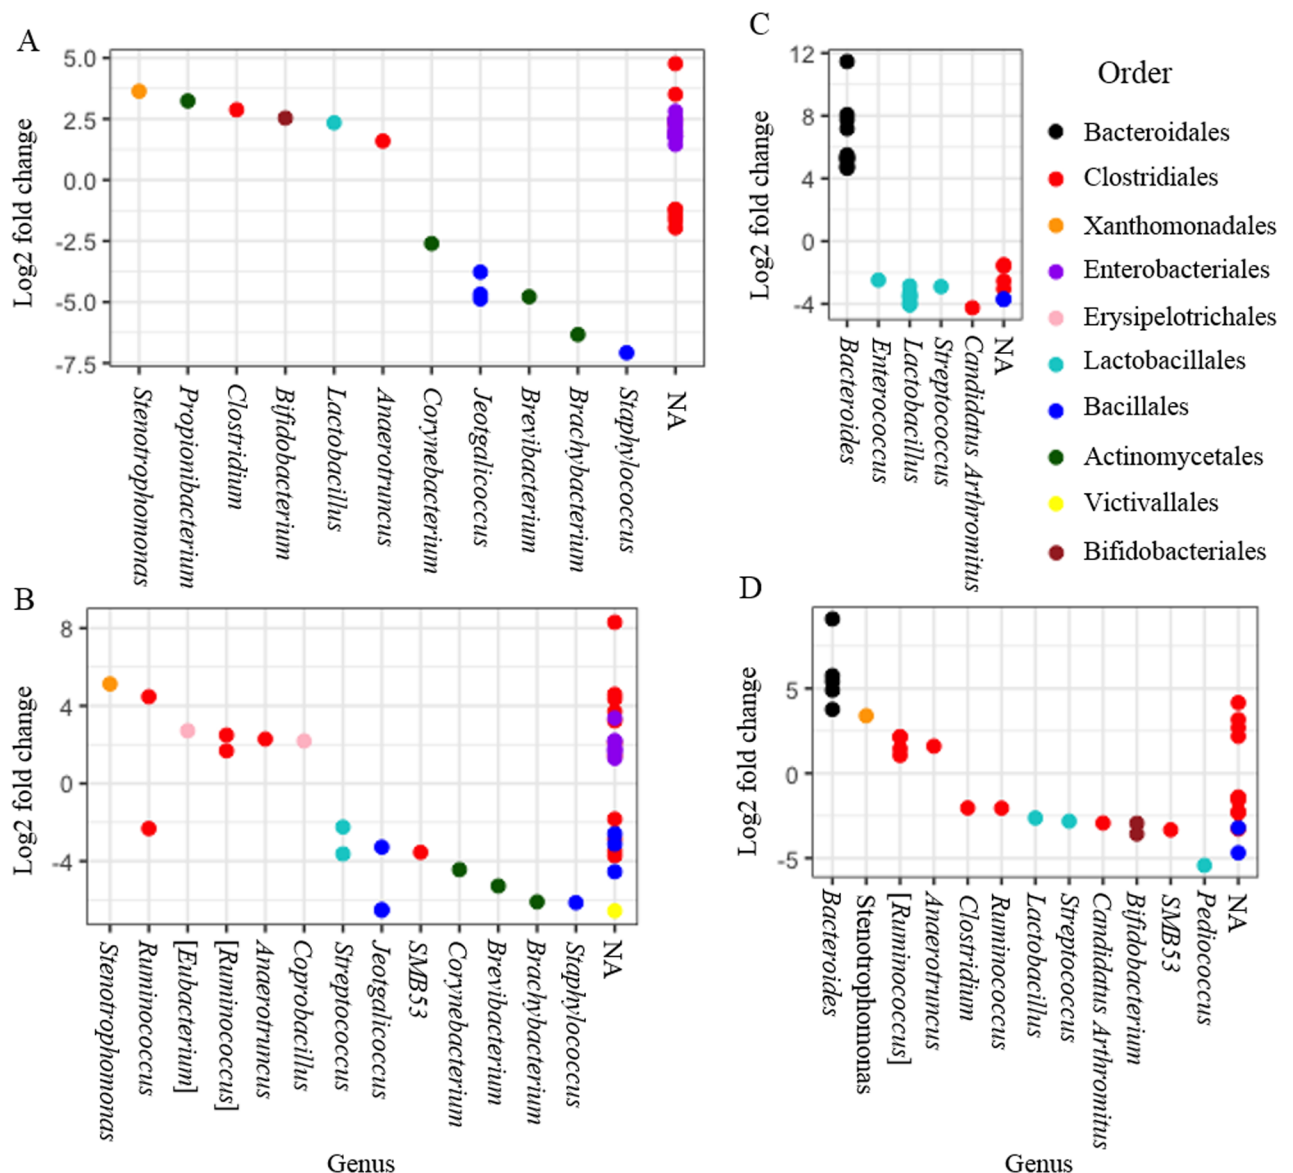 A
Log2 fold change
5.0
2.5
0.0
-2.5
-5.0
-7.5
Stenotrophomonas
Propionibacterium
Clostridium
Bifidobacterium
Lactobacillus
Anaerotruncus
Corynebacterium
Jeotgalicoccus
Brevibacterium
Brachybacterium
Staphylococcus
NA
C
Log2 fold change
12
8
4
0
-4
Bacteroides
Enterococcus
Lactobacillus
Streptococcus
Candidatus Arthromitus
NA
Order
Bacteroidales
Clostridiales
Xanthomonadales
Enterobacteriales
Erysipelotrichales
Lactobacillales
Bacillales
Actinomycetales
Victivallales
Bifidobacteriales
B
Log2 fold change
8
4
0
-4
Stenotrophomonas
Ruminococcus
[Eubacterium]
[Ruminococcus]
Anaerotruncus
Coprobacillus
Streptococcus
Jeotgalicoccus
SMB53
Corynebacterium
Brevibacterium
Brachybacterium
Staphylococcus
NA
Genus
D
Log2 fold change
5
0
-5
Bacteroides
Stenotrophomonas
[Ruminococcus]
Anaerotruncus
Clostridium
Ruminococcus
Lactobacillus
Streptococcus
Candidatus Arthromitus
Bifidobacterium
SMB53
Pediococcus
NA
Genus